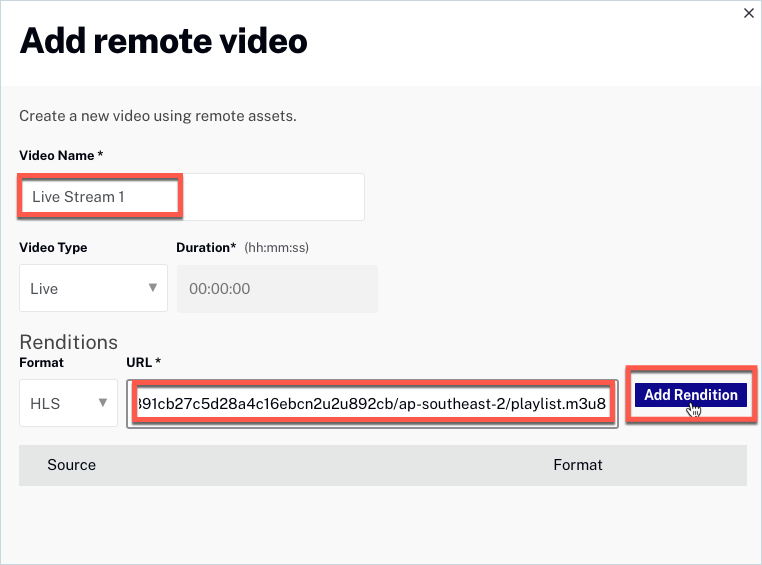 Add remote video
Create a new video using remote assets.
Video Name *
Live Stream 1
Video Type Duration* (hh:mm:ss)
Live 00:00:00
Renditions
Format URL *
HLS 391cb27c5d28a4c16ebcn2u2u892cb/ap-southeast-2/playlist.m3u8 Add Rendition
Source Format